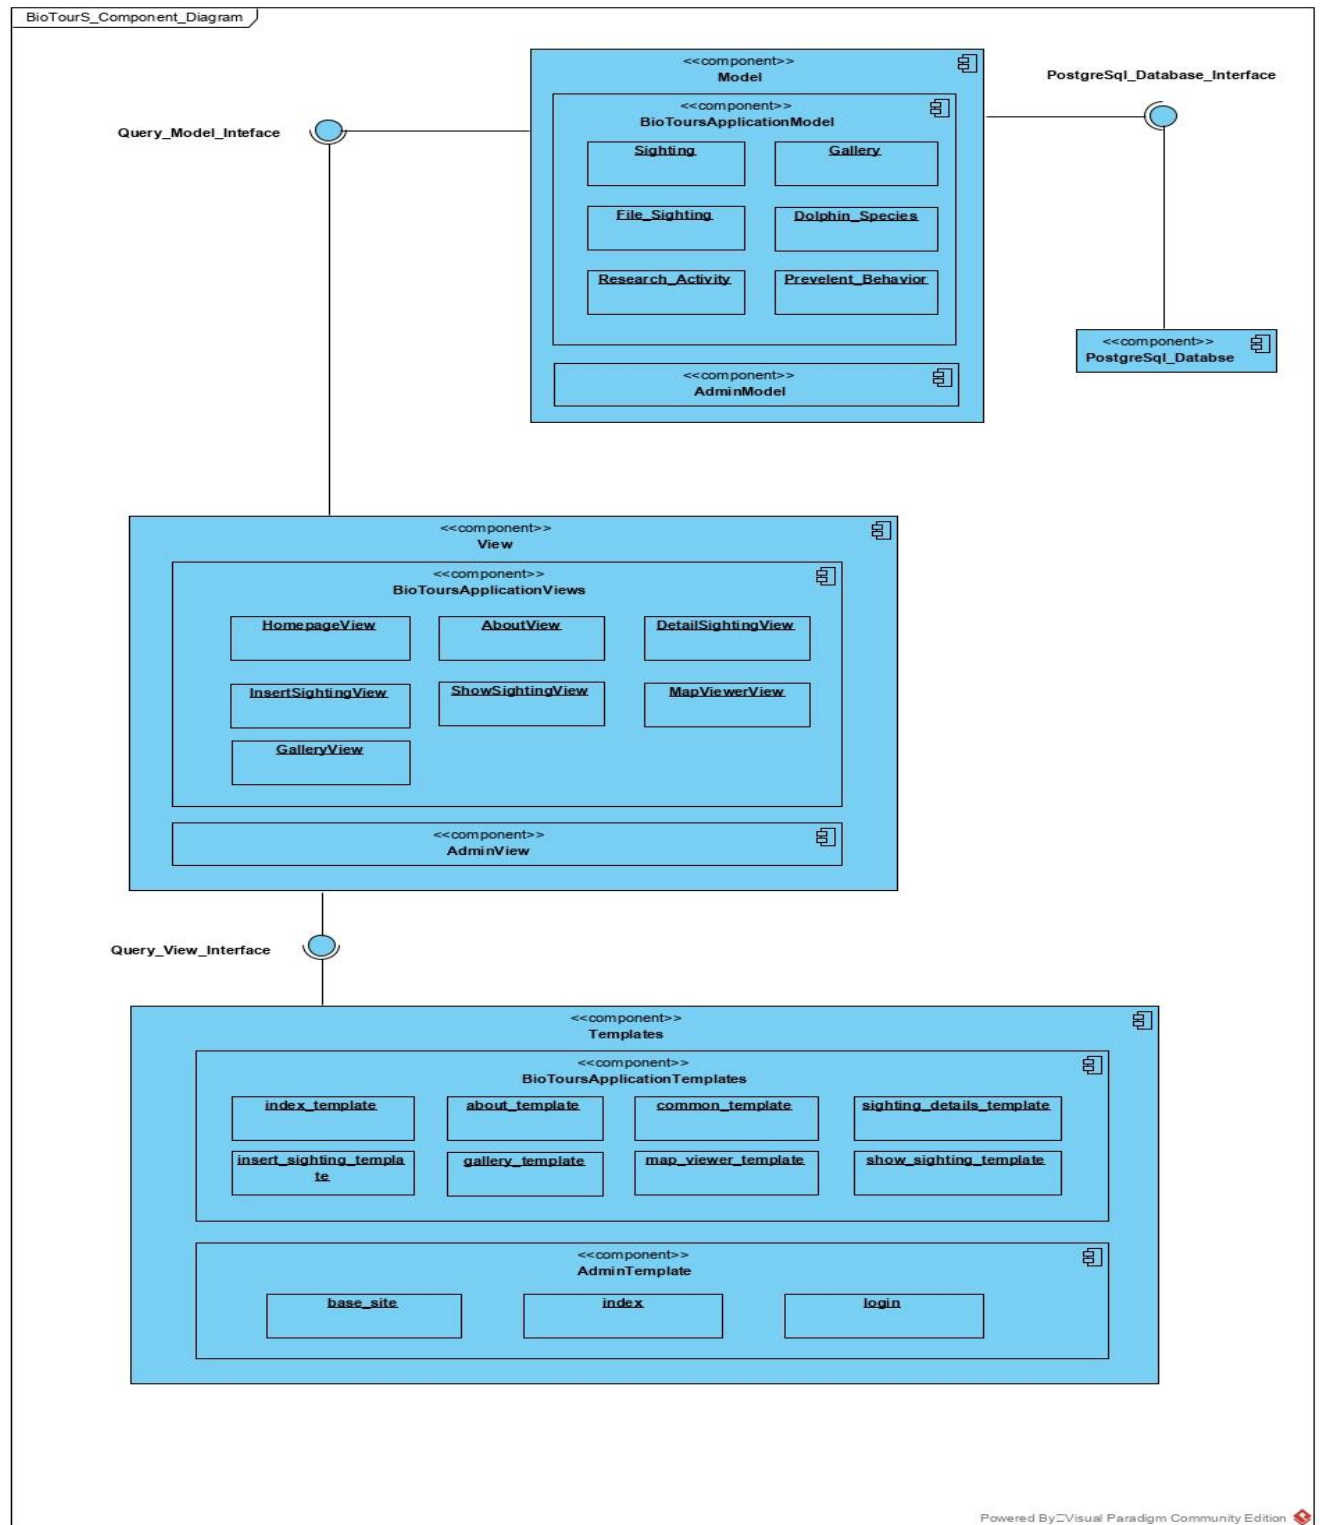 BioTourS_Component_Diagram
<<component>>
Model
PostgreSql_Database_Interface
<<component>>
BioToursApplicationModel
Query_Model_Inteface
Sighting
Gallery
File_Sighting
Dolphin_Species
Research_Activity
Prevelent_Behavior
<<component>>
PostgreSql_Databse
<<component>>
AdminModel
<<component>>
View
<<component>>
BioToursApplicationViews
HomepageView
AboutView
DetailSightingView
InsertSightingView
ShowSightingView
MapViewerView
GalleryView
<<component>>
AdminView
Query_View_Interface
<<component>>
Templates
<<component>>
BioToursApplicationTemplates
index_template
about_template
common_template
sighting_details_template
insert_sighting_templa
te
gallery_template
map_viewer_template
show_sighting_template
<<component>>
AdminTemplate
base_site
index
login
Powered By Visual Paradigm Community Edition